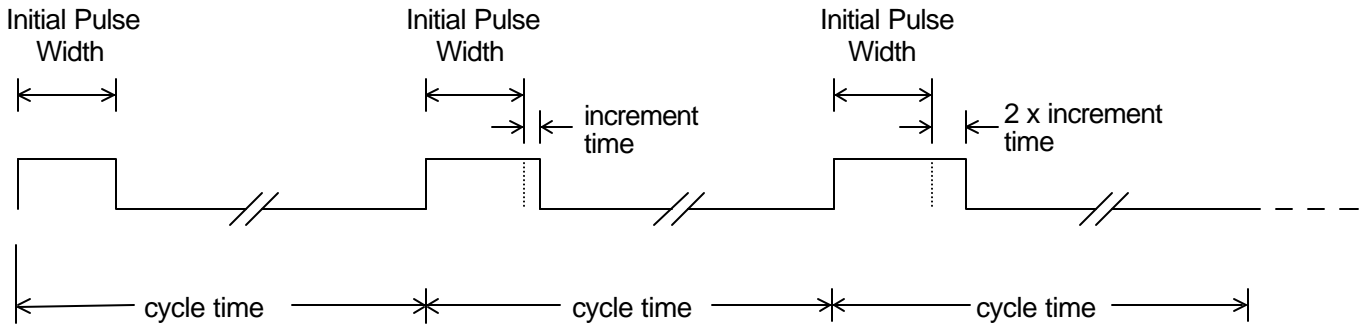 Initial Pulse
Width
Initial Pulse
Width
Initial Pulse
Width
increment
time
2 x increment
time
cycle time
cycle time
cycle time